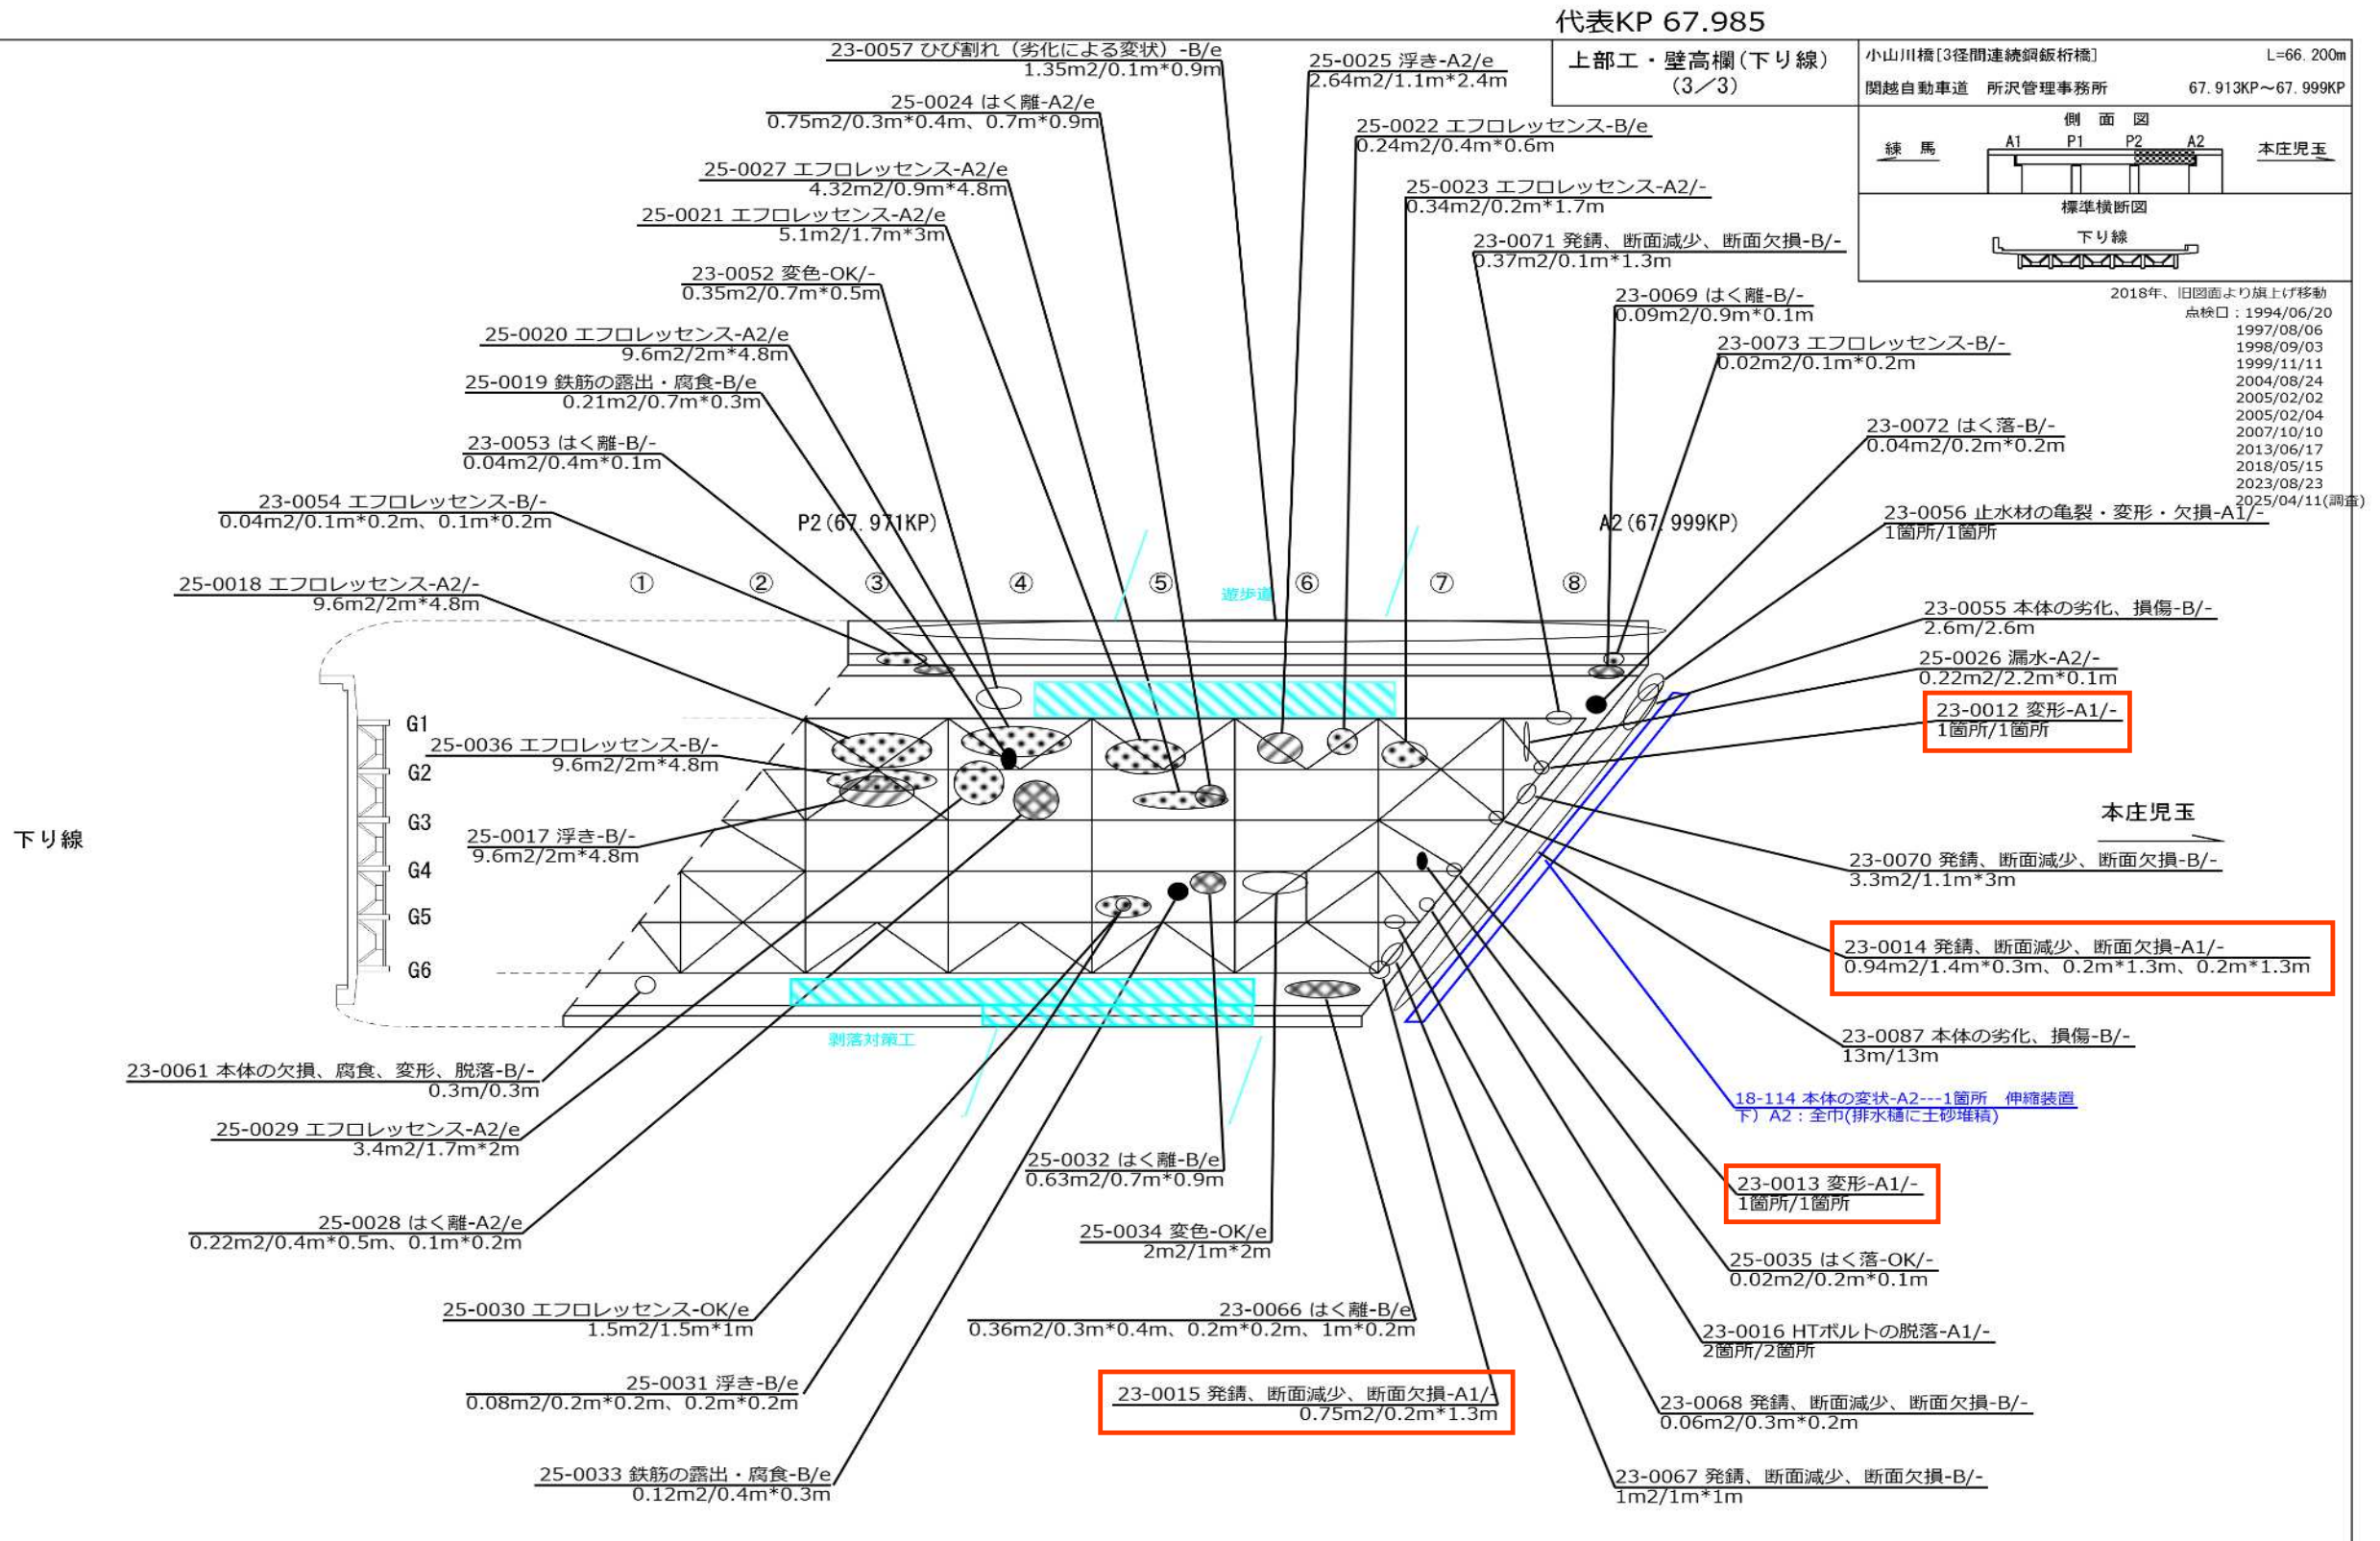 代表KP 67.985
上部工・壁高欄(下り線)
(3／3)
小山川橋[3径間連続鋼鈑桁橋]
L=66.200m
関越自動車道　所沢管理事務所
67.913KP～67.999KP
側　面　図
A1 P1 P2 A2
練　馬
本庄児玉
標準横断図
下り線
2018年、旧図面より旗上げ移動
点検日：1994/06/20
1997/08/06
1998/09/03
1999/11/11
2004/08/24
2005/02/02
2005/02/04
2007/10/10
2013/06/17
2018/05/15
2023/08/23
2025/04/11(調査)
23-0057 ひび割れ（劣化による変状）-B/e
1.35m2/0.1m*0.9m
25-0024 はく離-A2/e
0.75m2/0.3m*0.4m、0.7m*0.9m
25-0027 エフロレッセンス-A2/e
4.32m2/0.9m*4.8m
25-0021 エフロレッセンス-A2/e
5.1m2/1.7m*3m
23-0052 変色-OK/-
0.35m2/0.7m*0.5m
25-0020 エフロレッセンス-A2/e
9.6m2/2m*4.8m
25-0019 鉄筋の露出・腐食-B/e
0.21m2/0.7m*0.3m
23-0053 はく離-B/-
0.04m2/0.4m*0.1m
23-0054 エフロレッセンス-B/-
0.04m2/0.1m*0.2m、0.1m*0.2m
25-0018 エフロレッセンス-A2/-
9.6m2/2m*4.8m
25-0025 浮き-A2/e
2.64m2/1.1m*2.4m
25-0022 エフロレッセンス-B/e
0.24m2/0.4m*0.6m
25-0023 エフロレッセンス-A2/-
0.34m2/0.2m*1.7m
23-0071 発錆、断面減少、断面欠損-B/-
0.37m2/0.1m*1.3m
23-0069 はく離-B/-
0.09m2/0.9m*0.1m
23-0073 エフロレッセンス-B/-
0.02m2/0.1m*0.2m
23-0072 はく落-B/-
0.04m2/0.2m*0.2m
23-0056 止水材の亀裂・変形・欠損-A1/-
1箇所/1箇所
P2(67.971KP)
A2(67.999KP)
① ② ③ ④ ⑤ ⑥ ⑦ ⑧
遊歩道
23-0055 本体の劣化、損傷-B/-
2.6m/2.6m
25-0026 漏水-A2/-
0.22m2/2.2m*0.1m
23-0012 変形-A1/-
1箇所/1箇所
G1
G2
G3
G4
G5
G6
下り線
25-0036 エフロレッセンス-B/-
9.6m2/2m*4.8m
25-0017 浮き-B/-
9.6m2/2m*4.8m
本庄児玉
23-0070 発錆、断面減少、断面欠損-B/-
3.3m2/1.1m*3m
23-0014 発錆、断面減少、断面欠損-A1/-
0.94m2/1.4m*0.3m、0.2m*1.3m、0.2m*1.3m
23-0087 本体の劣化、損傷-B/-
13m/13m
剥落対策工
18-114 本体の変状-A2---1箇所　伸縮装置
下）A2：全巾(排水樋に土砂堆積)
23-0061 本体の欠損、腐食、変形、脱落-B/-
0.3m/0.3m
25-0029 エフロレッセンス-A2/e
3.4m2/1.7m*2m
25-0028 はく離-A2/e
0.22m2/0.4m*0.5m、0.1m*0.2m
25-0030 エフロレッセンス-OK/e
1.5m2/1.5m*1m
25-0031 浮き-B/e
0.08m2/0.2m*0.2m、0.2m*0.2m
25-0033 鉄筋の露出・腐食-B/e
0.12m2/0.4m*0.3m
25-0032 はく離-B/e
0.63m2/0.7m*0.9m
25-0034 変色-OK/e
2m2/1m*2m
23-0066 はく離-B/e
0.36m2/0.3m*0.4m、0.2m*0.2m、1m*0.2m
23-0015 発錆、断面減少、断面欠損-A1/-
0.75m2/0.2m*1.3m
23-0013 変形-A1/-
1箇所/1箇所
25-0035 はく落-OK/-
0.02m2/0.2m*0.1m
23-0016 HTボルトの脱落-A1/-
2箇所/2箇所
23-0068 発錆、断面減少、断面欠損-B/-
0.06m2/0.3m*0.2m
23-0067 発錆、断面減少、断面欠損-B/-
1m2/1m*1m